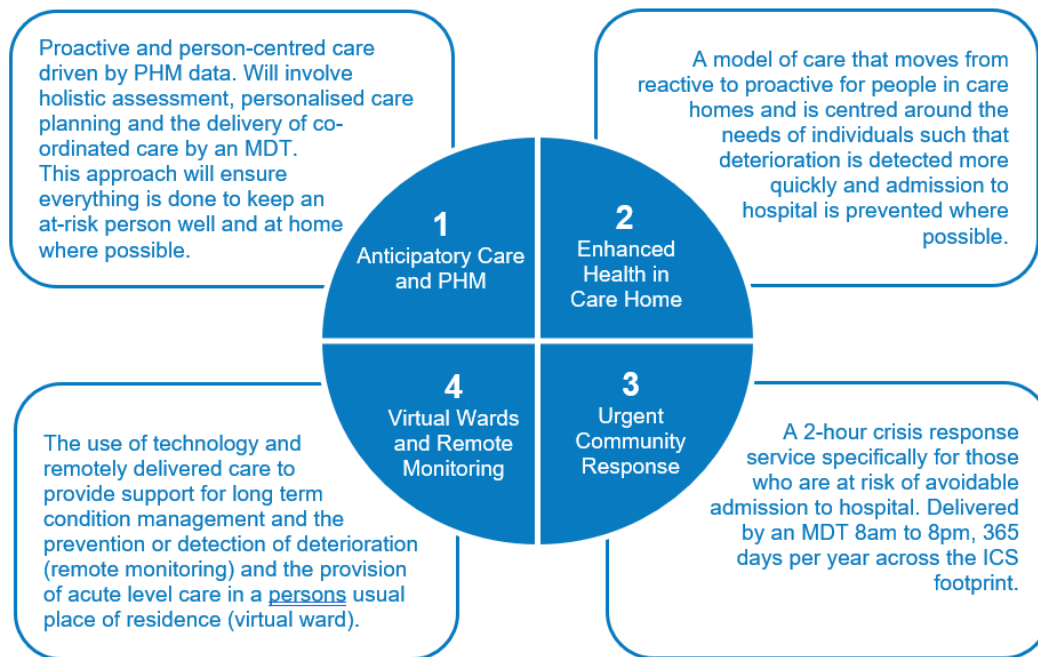 Proactive and person-centred care
driven by PHM data. Will involve
holistic assessment, personalised care
planning and the delivery of co-
ordinated care by an MDT.
This approach will ensure
everything is done to keep an
at-risk person well and at home
where possible.
A model of care that moves from
reactive to proactive for people in care
homes and is centred around the
needs of individuals such that
deterioration is detected more
quickly and admission to
hospital is prevented where
possible.
1
Anticipatory Care
and PHM
2
Enhanced
Health in
Care Home
4
Virtual Wards
and Remote
Monitoring
3
Urgent
Community
Response
The use of technology and
remotely delivered care to
provide support for long term
condition management and the
prevention or detection of deterioration
(remote monitoring) and the provision
of acute level care in a persons usual
place of residence (virtual ward).
A 2-hour crisis response
service specifically for those
who are at risk of avoidable
admission to hospital. Delivered
by an MDT 8am to 8pm, 365
days per year across the ICS
footprint.